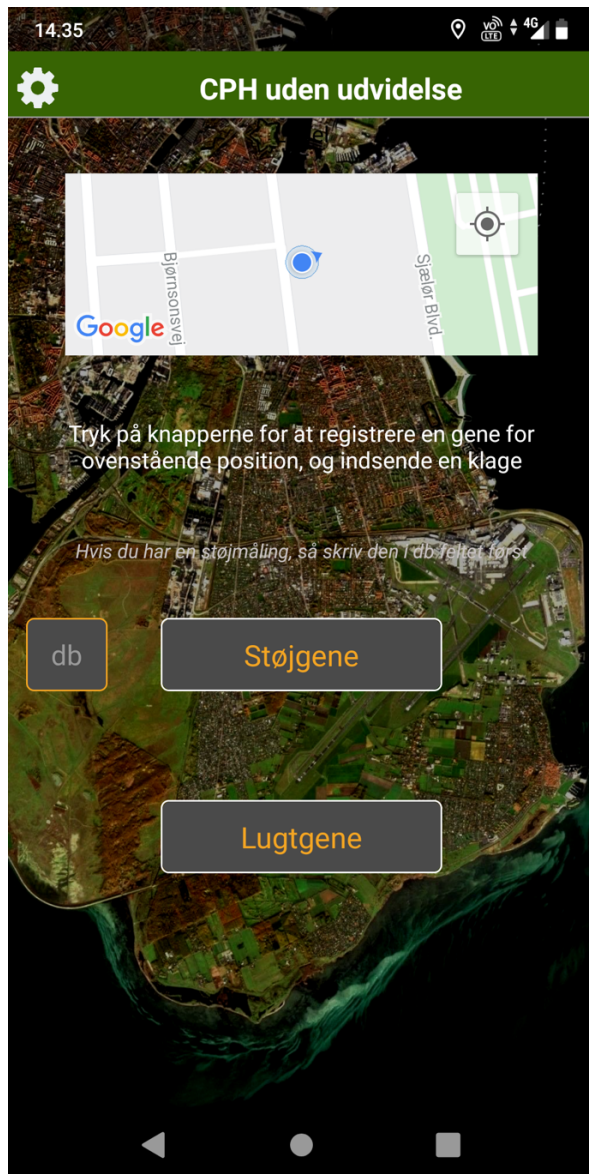 14.35
VO LTE 4G
CPH uden udvidelse
Bjørnsonsvej
Sjælør Blvd.
Google
Tryk på knapperne for at registrere en gene for
ovenstående position, og indsende en klage
Hvis du har en støjmåling, så skriv den i db feltet først
db
Støjgene
Lugtgene